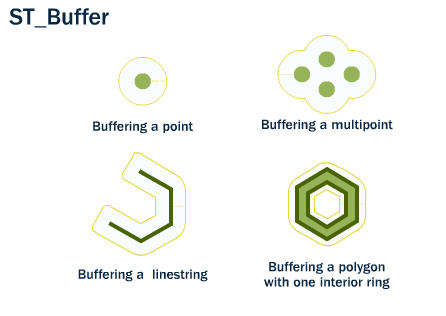 ST_Buffer
Buffering a point
Buffering a multipoint
Buffering a  linestring
Buffering a polygon
with one interior ring